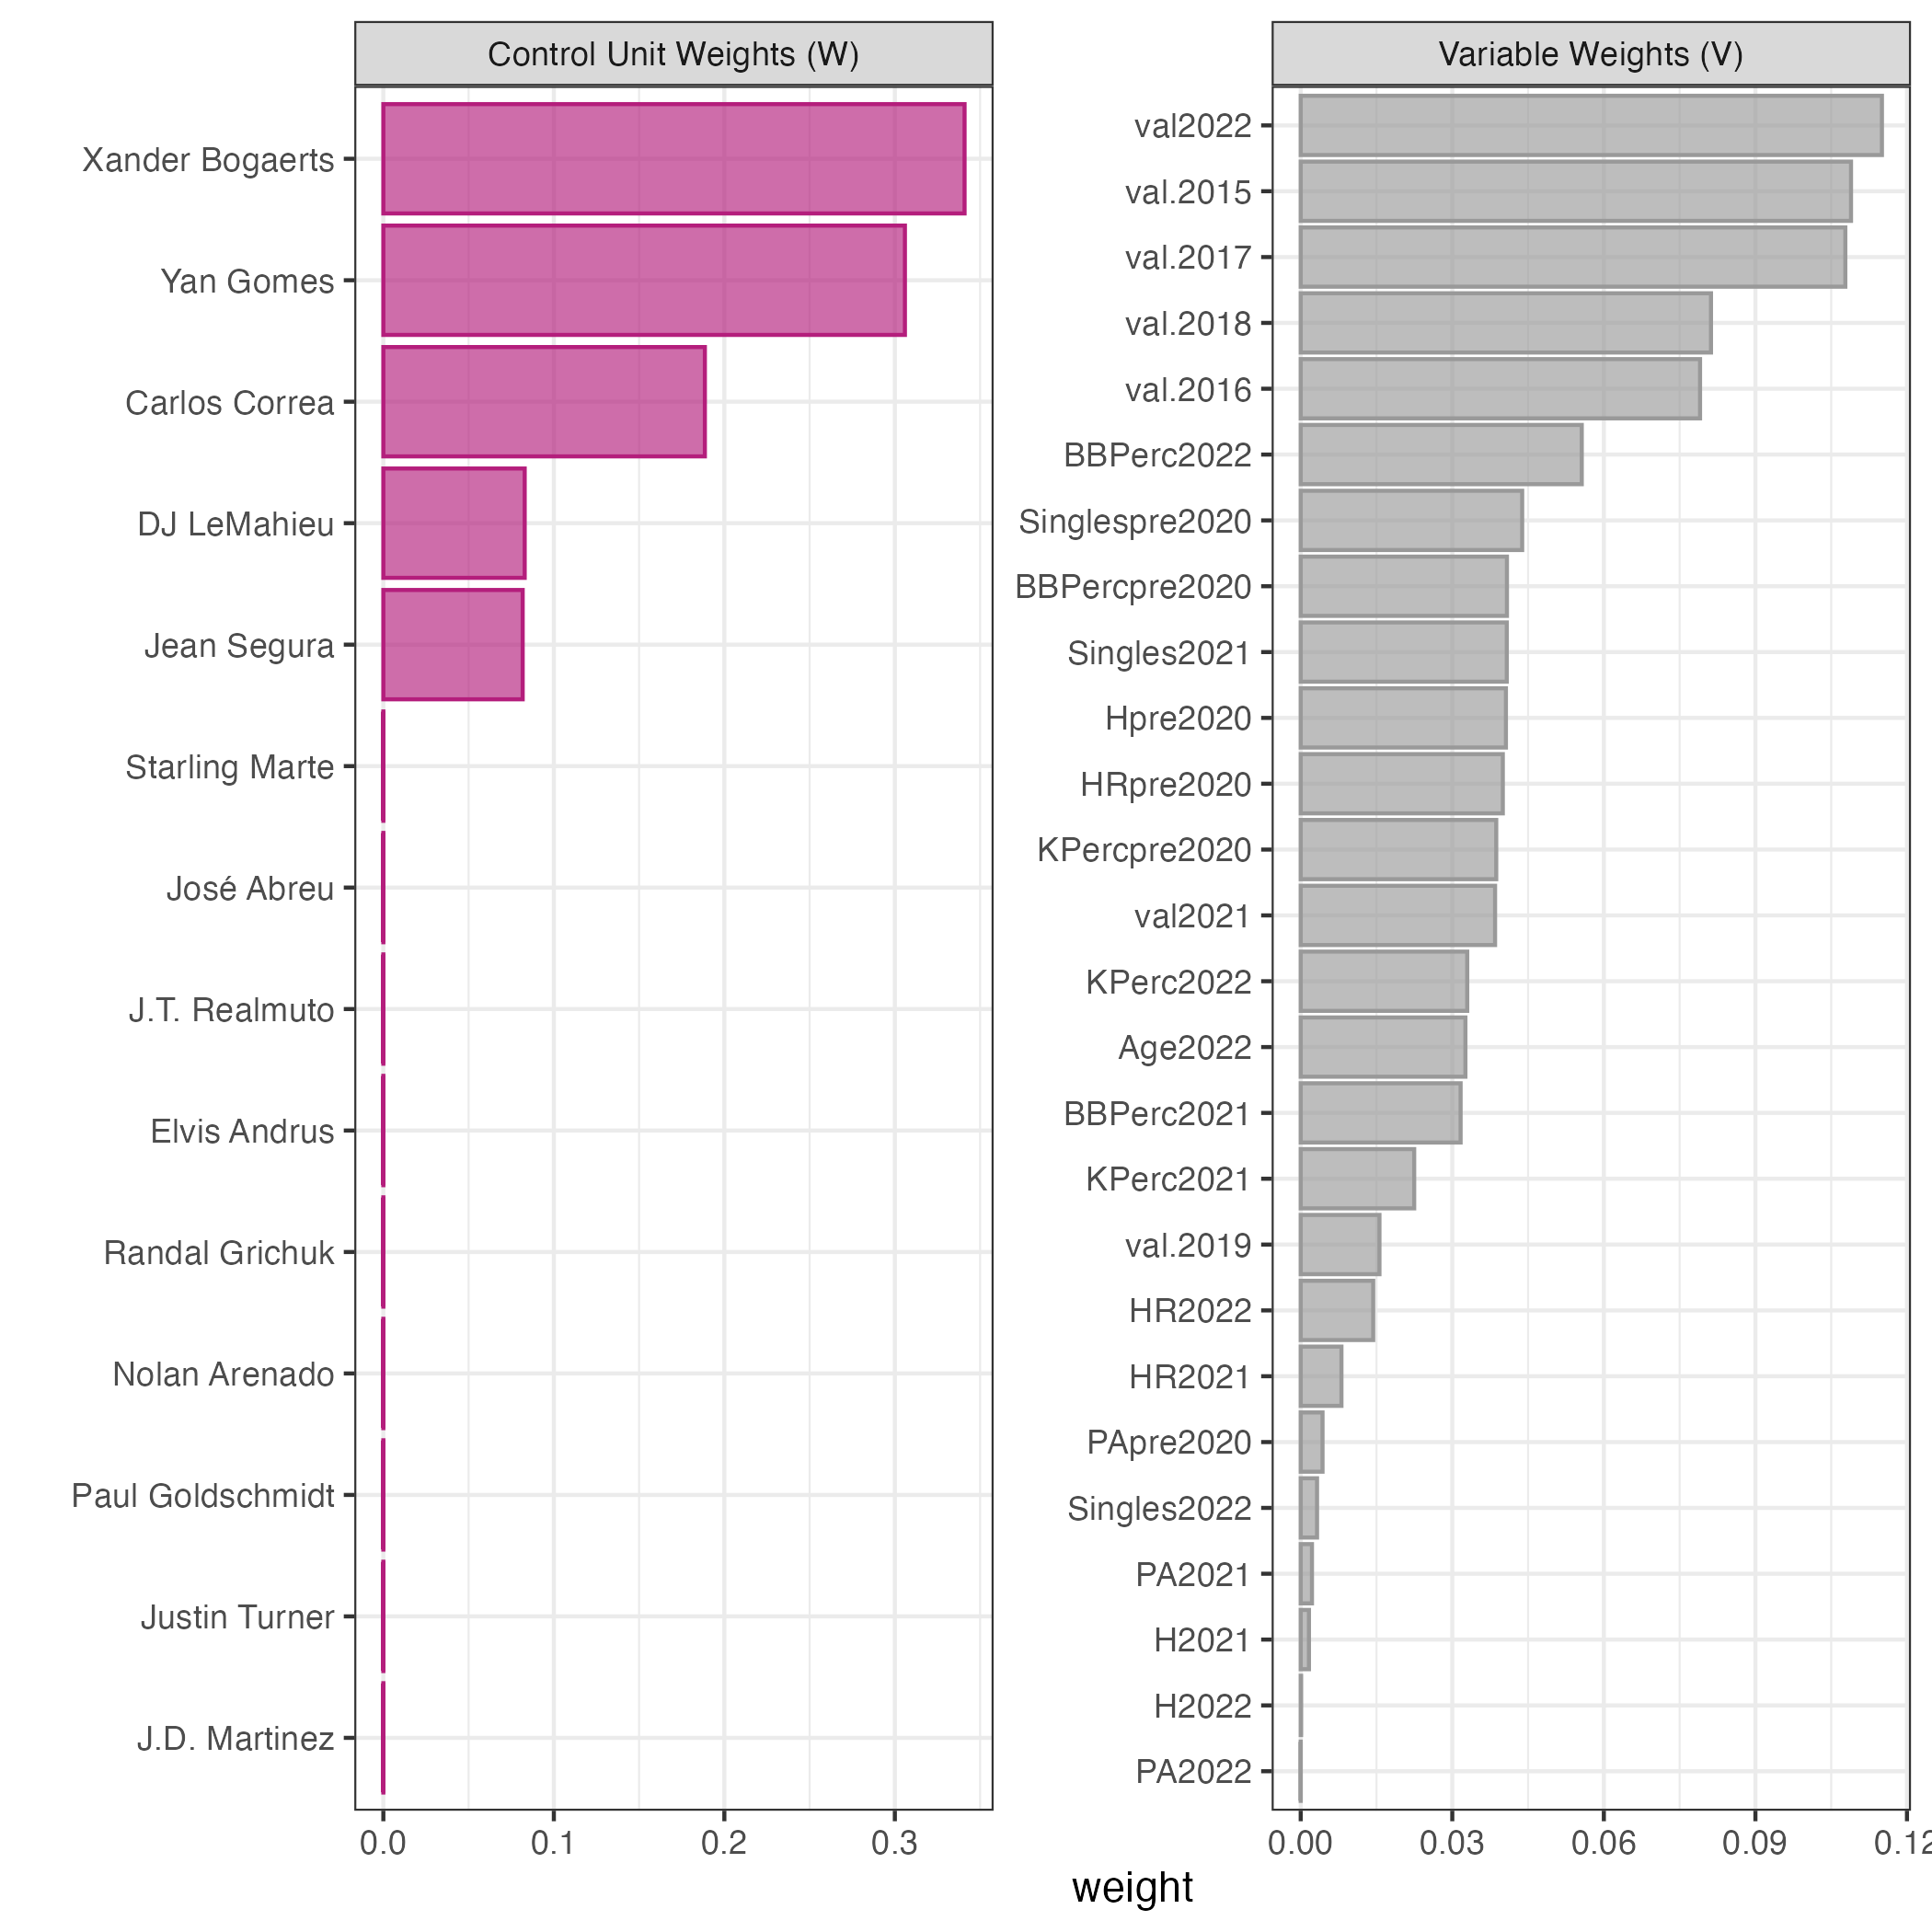 Control Unit Weights (W)
Xander Bogaerts
Yan Gomes
Carlos Correa
DJ LeMahieu
Jean Segura
Starling Marte
José Abreu
J.T. Realmuto
Elvis Andrus
Randal Grichuk
Nolan Arenado
Paul Goldschmidt
Justin Turner
J.D. Martinez
0.0 0.1 0.2 0.3
Variable Weights (V)
val2022
val.2015
val.2017
val.2018
val.2016
BBPerc2022
Singlespre2020
BBPercpre2020
Singles2021
Hpre2020
HRpre2020
KPercpre2020
val2021
KPerc2022
Age2022
BBPerc2021
KPerc2021
val.2019
HR2022
HR2021
PApre2020
Singles2022
PA2021
H2021
H2022
PA2022
0.00 0.03 0.06 0.09 0.12
weight